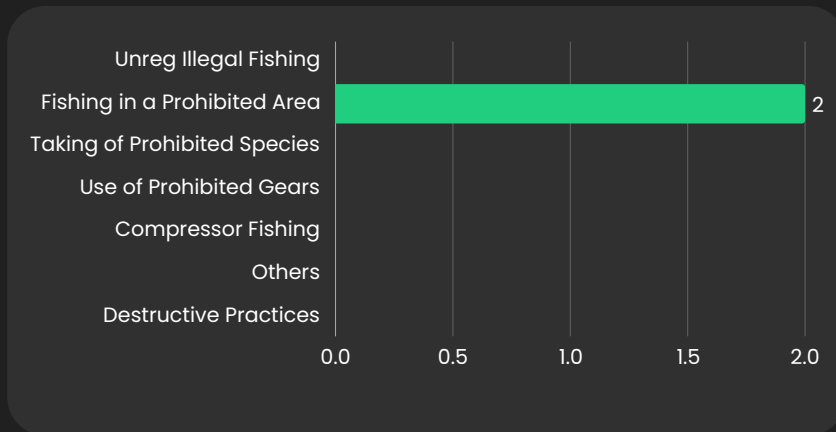 Unreg Illegal Fishing
Fishing in a Prohibited Area
2
Taking of Prohibited Species
Use of Prohibited Gears
Compressor Fishing
Others
Destructive Practices
0.0 0.5 1.0 1.5 2.0